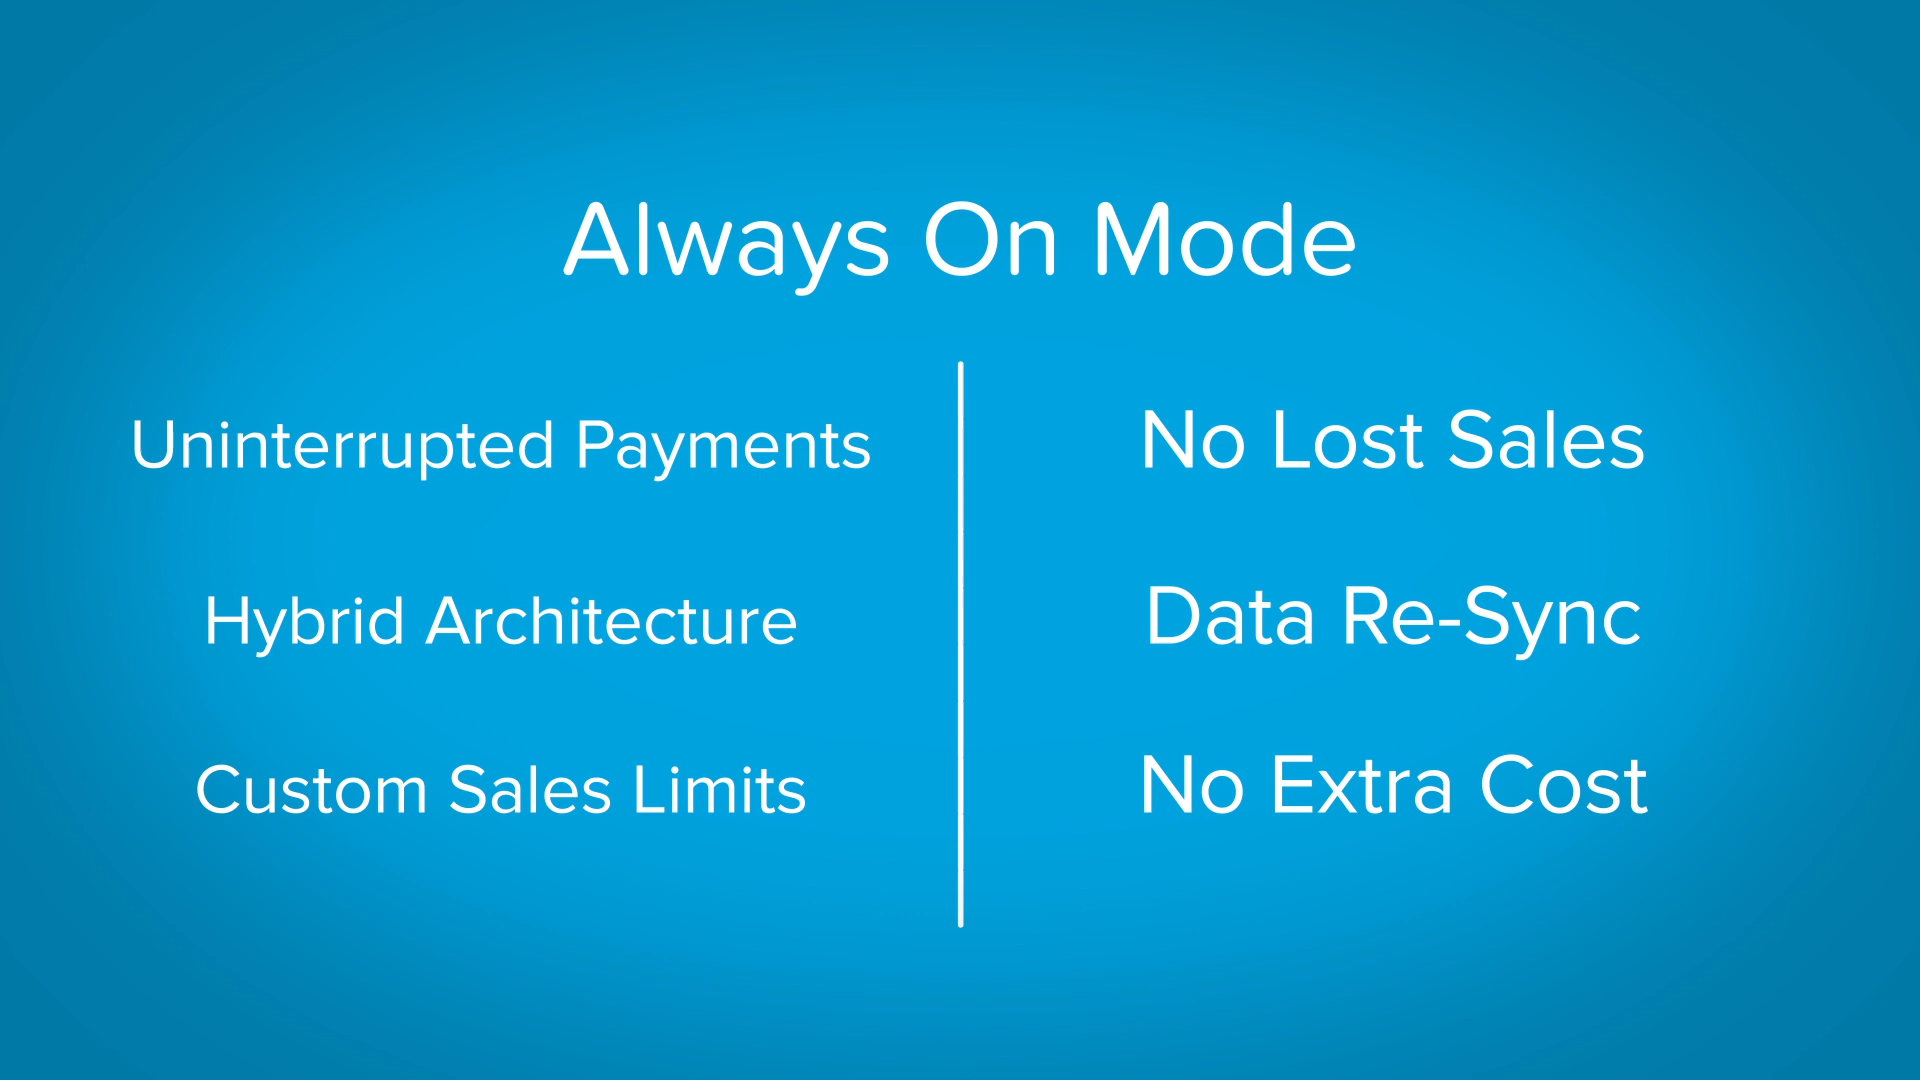 Always On Mode
Uninterrupted Payments
Hybrid Architecture
Custom Sales Limits
No Lost Sales
Data Re-Sync
No Extra Cost